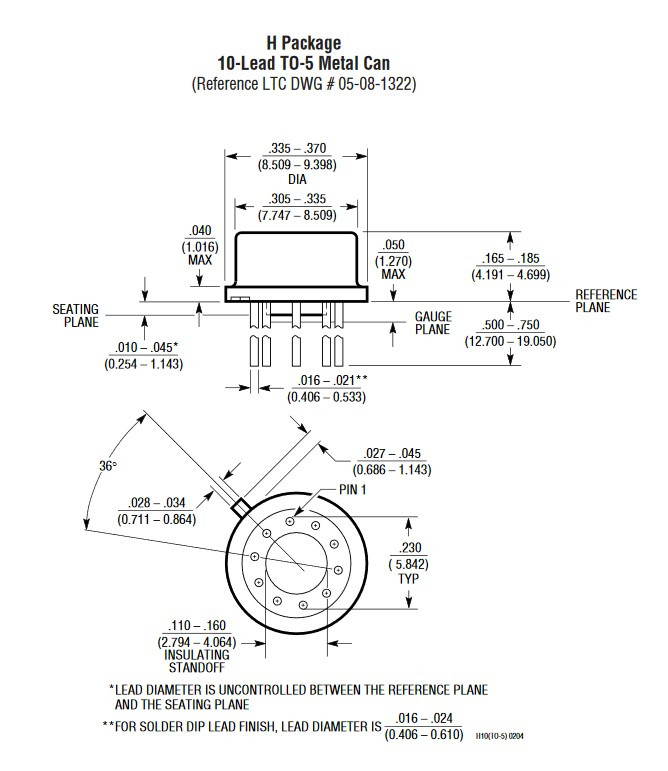 H Package
10-Lead TO-5 Metal Can
(Reference LTC DWG # 05-08-1322)
.335 – .370
(8.509 – 9.398)
DIA
.305 – .335
(7.747 – 8.509)
.040
(1.016)
MAX
.050
(1.270)
MAX
.165 – .185
(4.191 – 4.699)
REFERENCE
PLANE
SEATING
PLANE
GAUGE
PLANE
.500 – .750
(12.700 – 19.050)
.010 – .045*
(0.254 – 1.143)
.016 – .021**
(0.406 – 0.533)
36°
.027 – .045
(0.686 – 1.143)
PIN 1
.028 – .034
(0.711 – 0.864)
.230
( 5.842)
TYP
.110 – .160
(2.794 – 4.064)
INSULATING
STANDOFF
*LEAD DIAMETER IS UNCONTROLLED BETWEEN THE REFERENCE PLANE
AND THE SEATING PLANE
**FOR SOLDER DIP LEAD FINISH, LEAD DIAMETER IS
.016 – .024
(0.406 – 0.610)
H10(TO-5) 0204